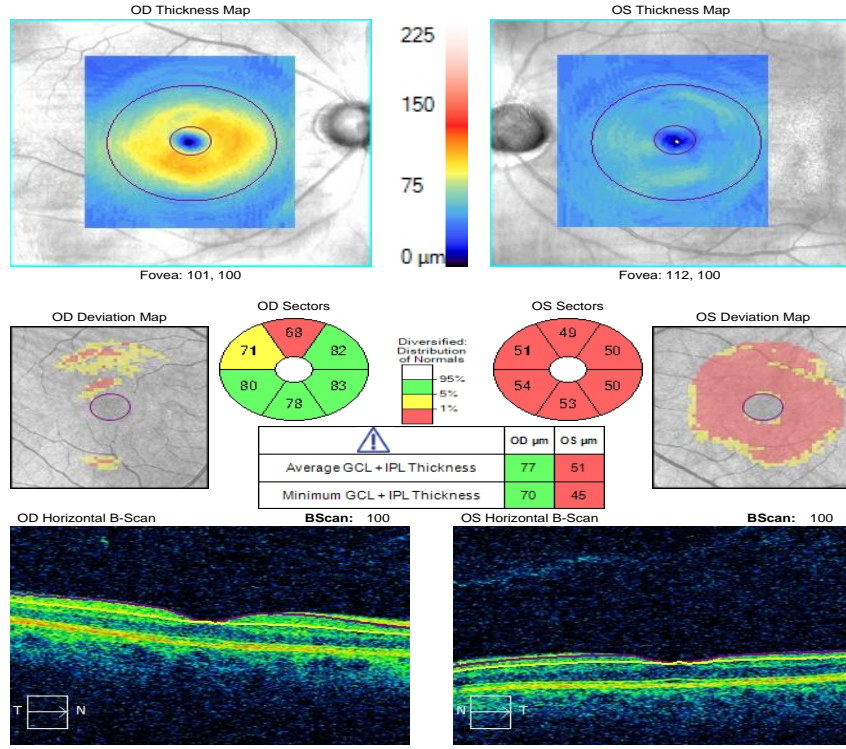 OD Thickness Map
OS Thickness Map
225
150
75
0 µm
Fovea: 101, 100
Fovea: 112, 100
OD Deviation Map
OD Sectors
OS Sectors
OS Deviation Map
68
71
82
80
83
78
Diversified:
Distribution
of Normals
95%
5%
1%
49
51
50
54
50
53
OD µm
OS µm
Average GCL + IPL Thickness
77
51
Minimum GCL + IPL Thickness
70
45
OD Horizontal B-Scan
BScan: 100
OS Horizontal B-Scan
BScan: 100
T
N
N
T